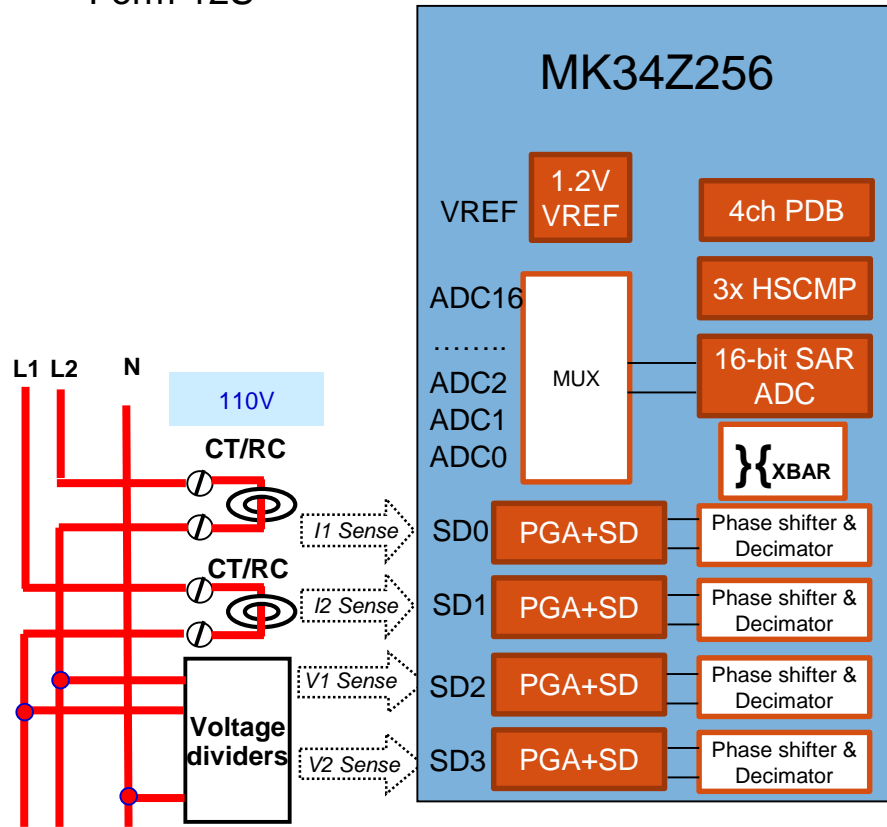 Form 12S
MK34Z256
1.2V
VREF
VREF
4ch PDB
ADC16
3x HSCMP
........
16-bit SAR
ADC
MUX
ADC2
ADC1
ADC0
}{XBAR
L1 L2 N
110V
CT/RC
I1 Sense
SD0
PGA+SD
Phase shifter &
Decimator
CT/RC
I2 Sense
SD1
PGA+SD
Phase shifter &
Decimator
V1 Sense
SD2
PGA+SD
Phase shifter &
Decimator
Voltage
dividers
V2 Sense
SD3
PGA+SD
Phase shifter &
Decimator